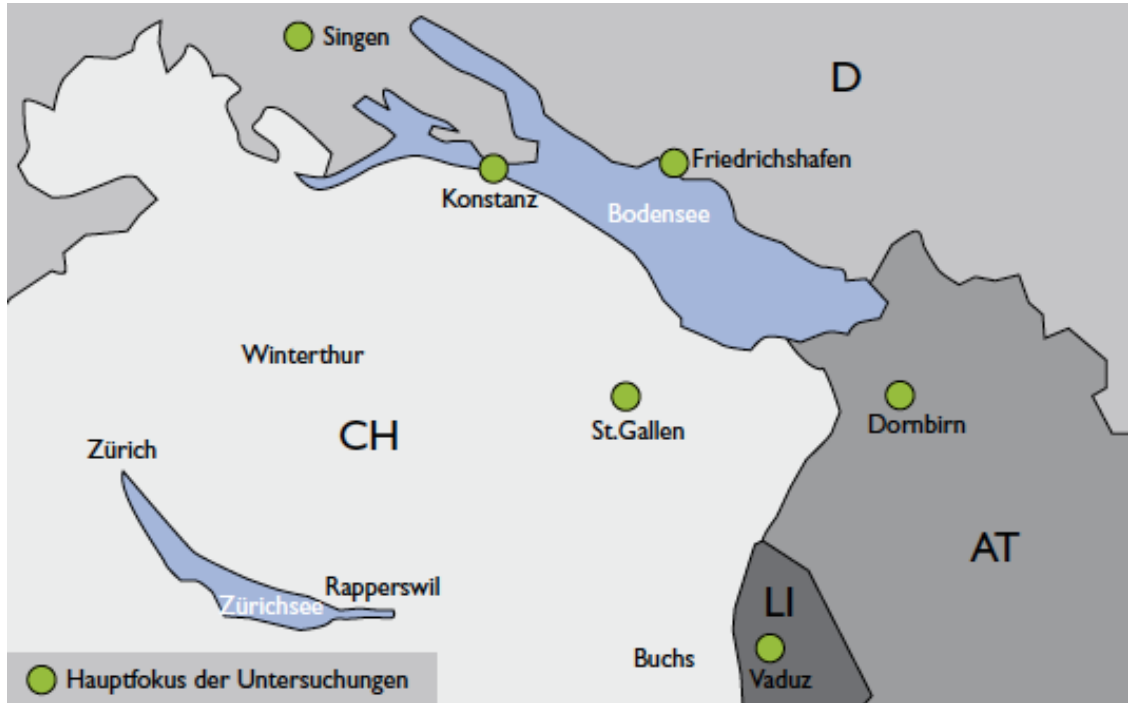 Singen
D
Friedrichshafen
Konstanz
Bodensee
Winterthur
CH
St.Gallen
Dornbirn
Zürich
AT
Rapperswil
LI
Zürichsee
Buchs
Vaduz
Hauptfokus der Untersuchungen